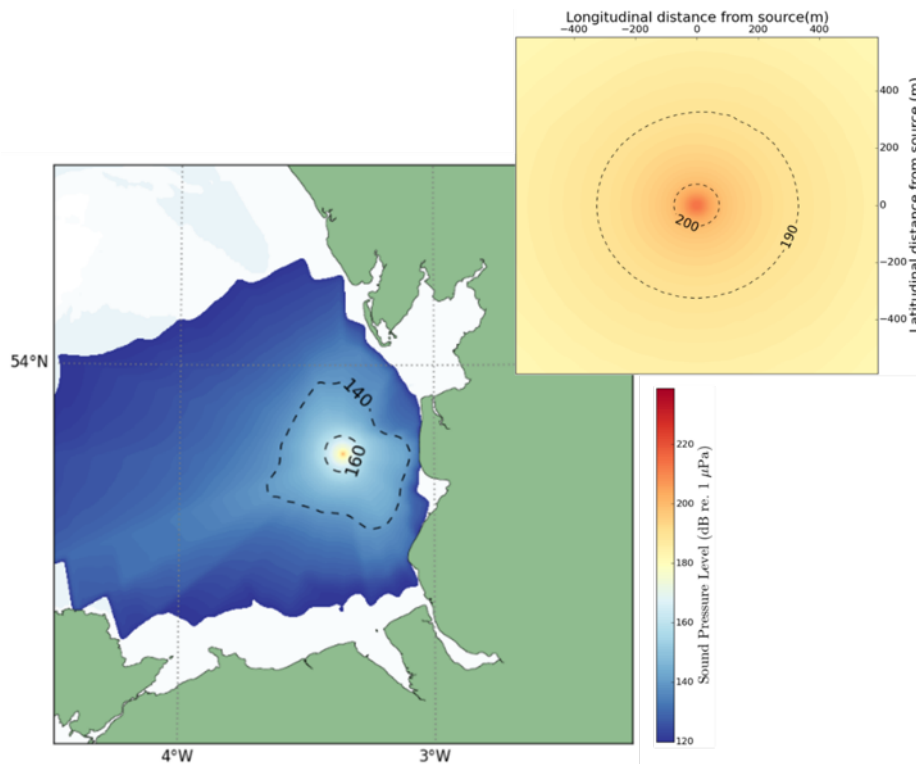 Longitudinal distance from source(m)
−400 −200 0 200 400
400
200
0
−200
−400
Latitudinal distance from source (m)
200
190
54°N
140
160
4°W 3°W
220
200
180
160
140
120
Sound Pressure Level (dB re. 1 μPa)